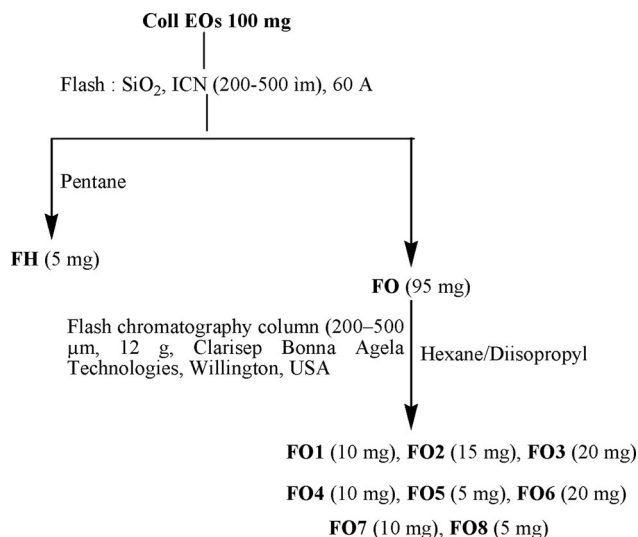 Coll EOs 100 mg
Flash : SiO2, ICN (200-500 ìm), 60 A
Pentane
FH (5 mg)
FO (95 mg)
Flash chromatography column (200–500
µm, 12 g, Clarisep Bonna Agela
Technologies, Willington, USA
Hexane/Diisopropyl
FO1 (10 mg), FO2 (15 mg), FO3 (20 mg)
FO4 (10 mg), FO5 (5 mg), FO6 (20 mg)
FO7 (10 mg), FO8 (5 mg)